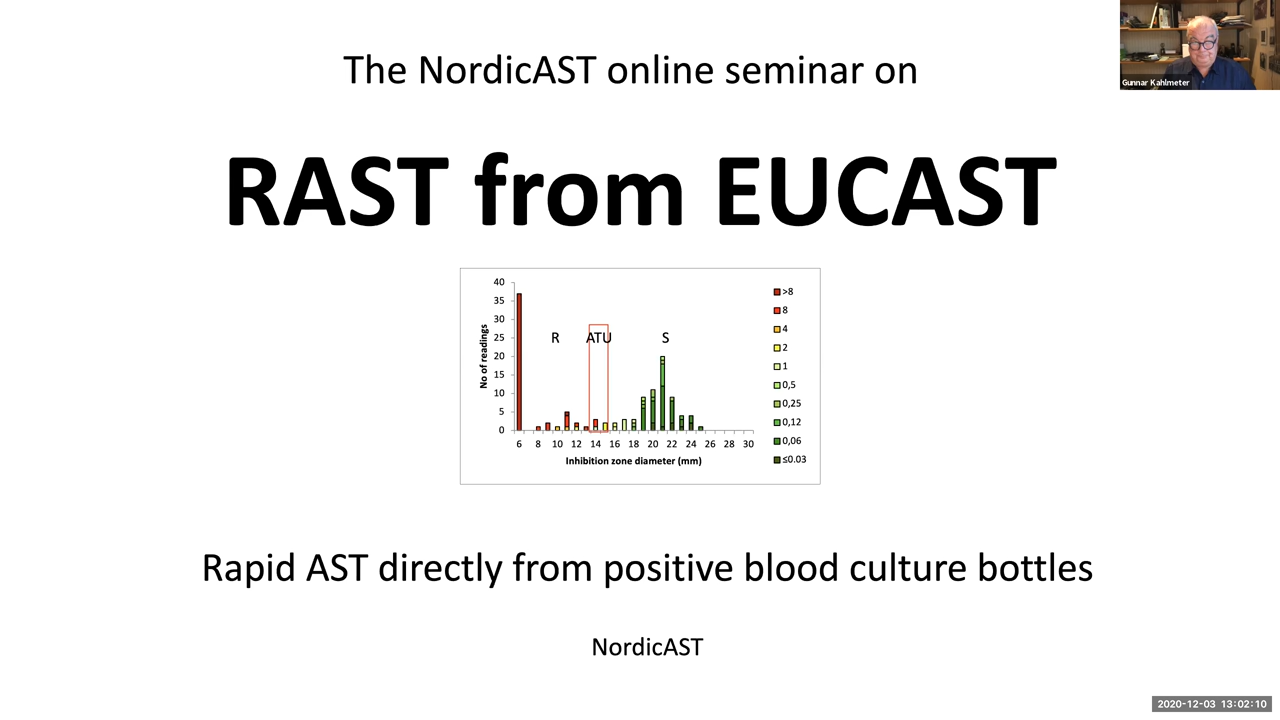 The NordicAST online seminar on
Gunnar Kahlmeter
RAST from EUCAST
40
35
30
25
20
15
10
5
0
No of readings
R
ATU
S
6 8 10 12 14 16 18 20 22 24 26 28 30
Inhibition zone diameter (mm)
>8
8
4
2
1
0,5
0,25
0,12
0,06
≤0.03
Rapid AST directly from positive blood culture bottles
NordicAST
2020-12-03 13:02:10